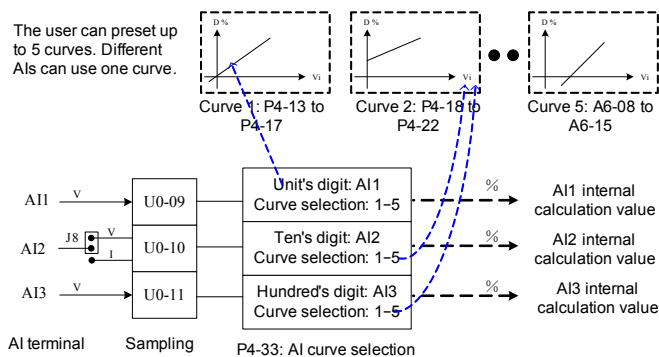 The user can preset up
to 5 curves. Different
AIs can use one curve.
D %
Vi
D %
Vi
D %
Vi
Curve 1: P4-13 to
P4-17
Curve 2: P4-18 to
P4-22
Curve 5: A6-08 to
A6-15
AI1
V
U0-09
Unit's digit: AI1
Curve selection: 1–5
%
AI1 internal
calculation value
AI2
J8
V
I
U0-10
Ten's digit: AI2
Curve selection: 1–5
%
AI2 internal
calculation value
AI3
V
U0-11
Hundred's digit: AI3
Curve selection: 1–5
%
AI3 internal
calculation value
AI terminal
Sampling
P4-33: AI curve selection